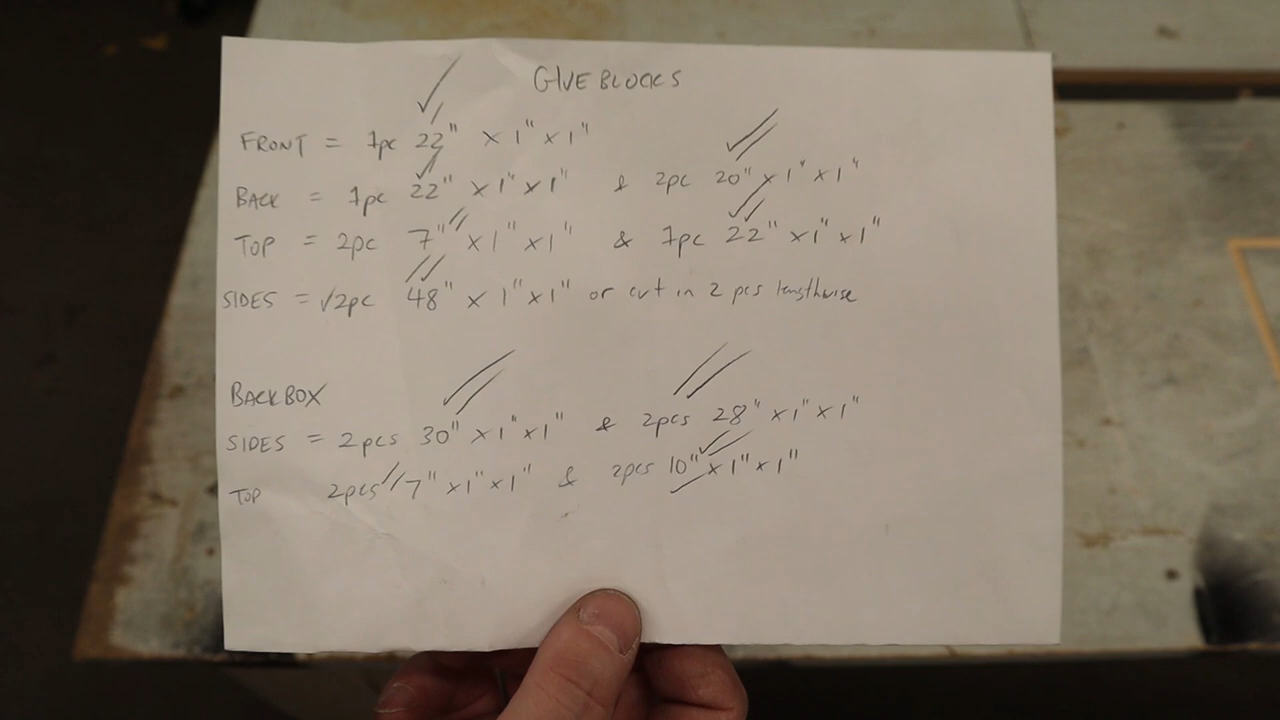 GLUE BLOCKS
FRONT = 1pc 22" x 1" x 1"
BACK = 1pc 22" x 1" x 1" & 2pc 20" x 1" x 1"
TOP = 2pc 7" x 1" x 1" & 1pc 22" x 1" x 1"
SIDES = √2pc 48" x 1" x 1" or cut in 2 pcs lengthwise
BACKBOX
SIDES = 2pcs 30" x 1" x 1" & 2pcs 28" x 1" x 1"
TOP 2pcs 7" x 1" x 1" & 2pcs 10" x 1" x 1"